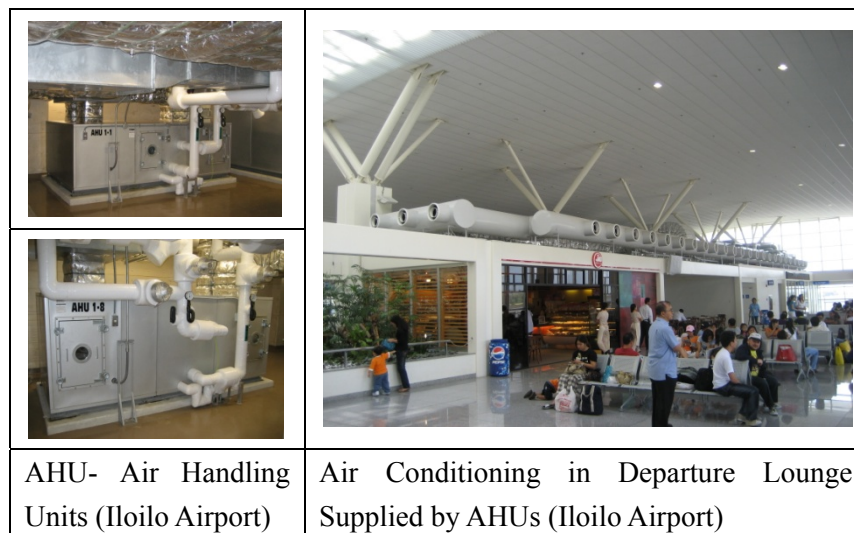 AHU 1-1
AHU 1-8
AHU- Air Handling
Units (Iloilo Airport)
Air Conditioning in Departure Lounge
Supplied by AHUs (Iloilo Airport)
PEPSI